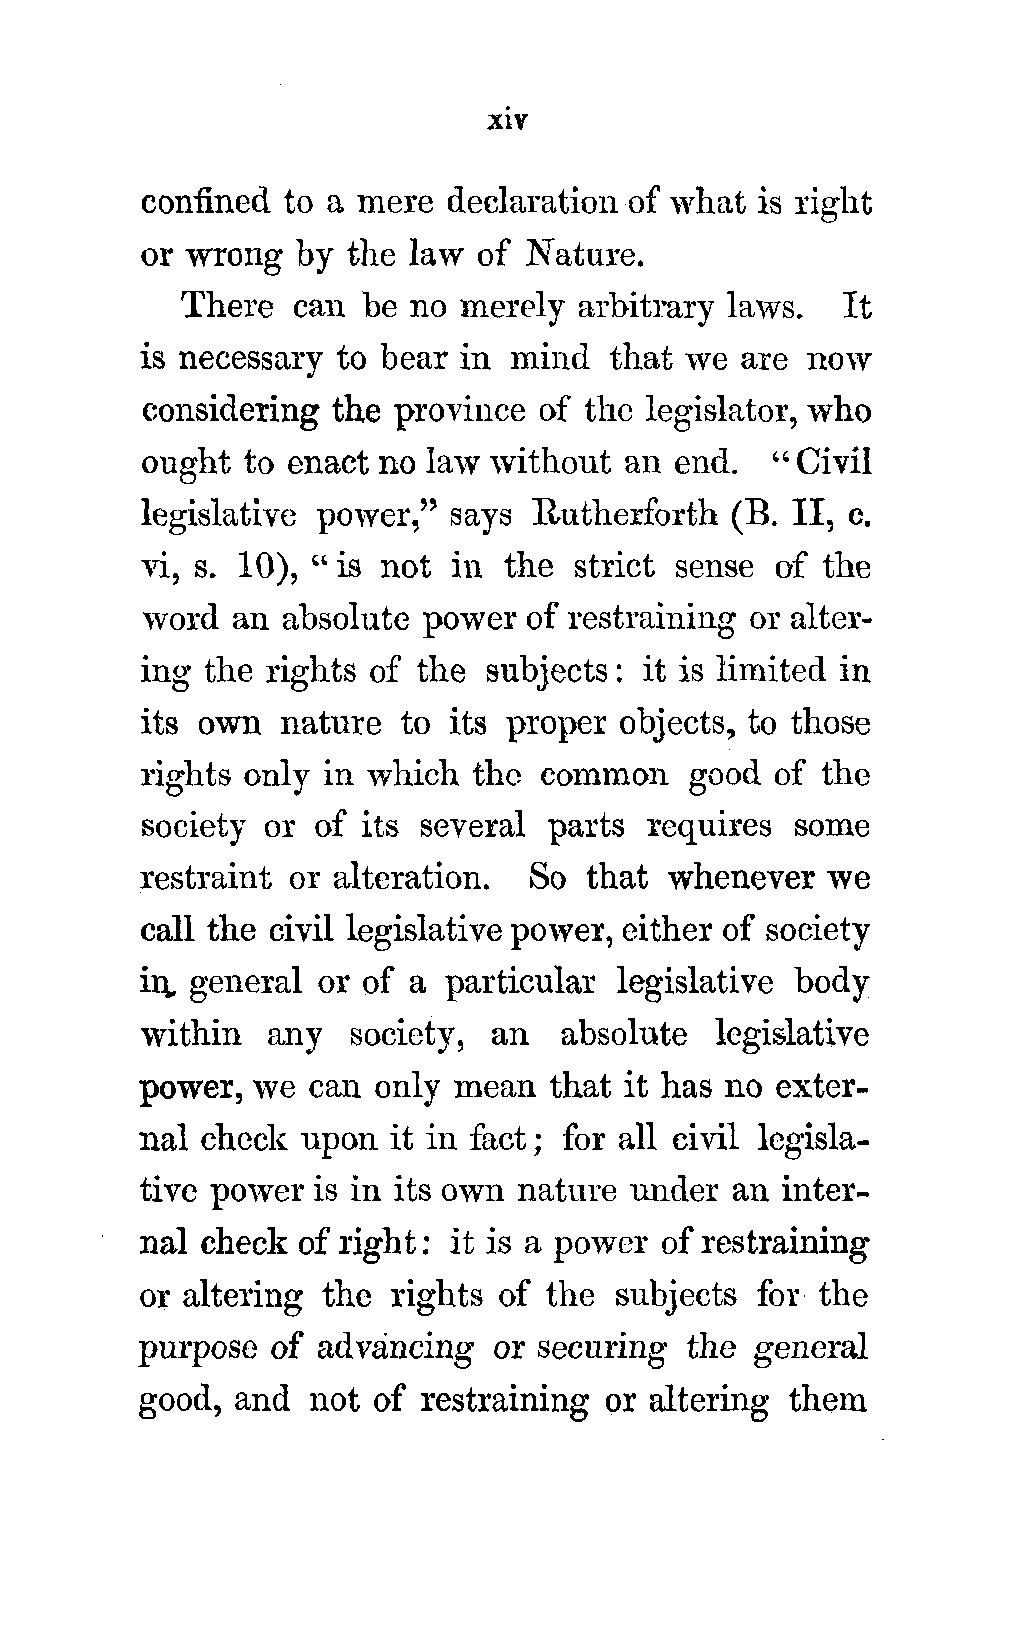 xiv
confined to a mere declaration of what is right
or wrong by the law of Nature.
There can be no merely arbitrary laws. It
is necessary to bear in mind that we are now
considering the province of the legislator, who
ought to enact no law without an end. “Civil
legislative power,” says Rutherforth (B. II, c.
vi, s. 10), “is not in the strict sense of the
word an absolute power of restraining or alter-
ing the rights of the subjects: it is limited in
its own nature to its proper objects, to those
rights only in which the common good of the
society or of its several parts requires some
restraint or alteration. So that whenever we
call the civil legislative power, either of society
in general or of a particular legislative body
within any society, an absolute legislative
power, we can only mean that it has no exter-
nal check upon it in fact; for all civil legisla-
tive power is in its own nature under an inter-
nal check of right: it is a power of restraining
or altering the rights of the subjects for the
purpose of advancing or securing the general
good, and not of restraining or altering them